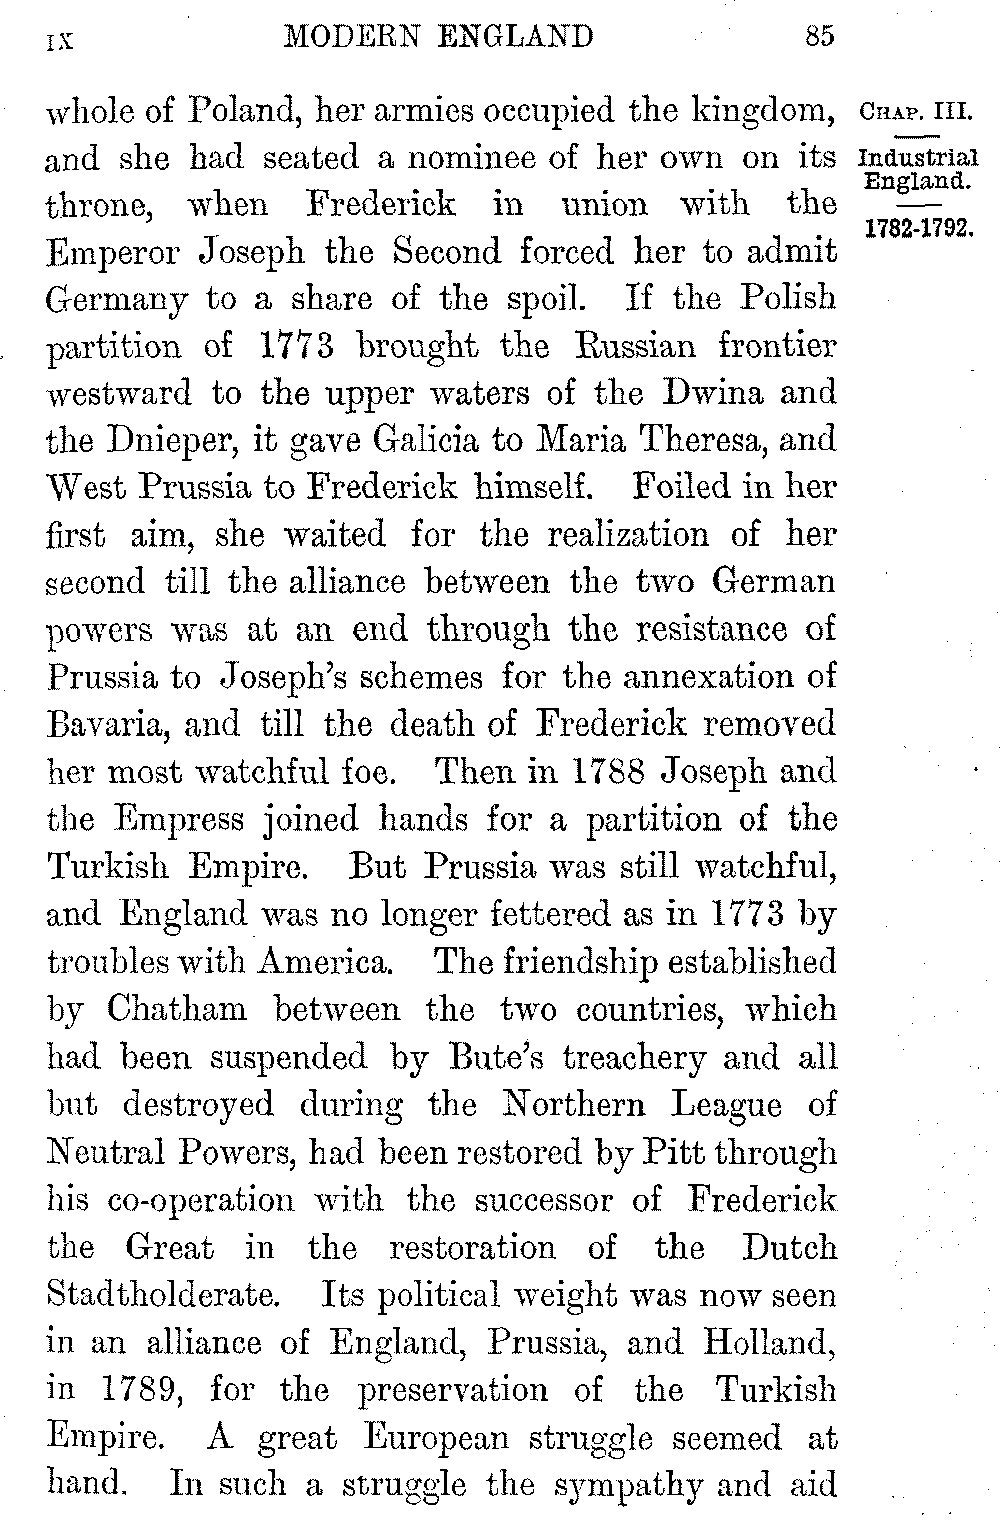 IX MODERN ENGLAND 85
whole of Poland, her armies occupied the kingdom,
and she had seated a nominee of her own on its
throne, when Frederick in union with the
Emperor Joseph the Second forced her to admit
Germany to a share of the spoil. If the Polish
partition of 1773 brought the Russian frontier
westward to the upper waters of the Dwina and
the Dnieper, it gave Galicia to Maria Theresa, and
West Prussia to Frederick himself. Foiled in her
first aim, she waited for the realization of her
second till the alliance between the two German
powers was at an end through the resistance of
Prussia to Joseph's schemes for the annexation of
Bavaria, and till the death of Frederick removed
her most watchful foe. Then in 1788 Joseph and
the Empress joined hands for a partition of the
Turkish Empire. But Prussia was still watchful,
and England was no longer fettered as in 1773 by
troubles with America. The friendship established
by Chatham between the two countries, which
had been suspended by Bute's treachery and all
but destroyed during the Northern League of
Neutral Powers, had been restored by Pitt through
his co-operation with the successor of Frederick
the Great in the restoration of the Dutch
Stadtholderate. Its political weight was now seen
in an alliance of England, Prussia, and Holland,
in 1789, for the preservation of the Turkish
Empire. A great European struggle seemed at
hand. In such a struggle the sympathy and aid
CHAP. III.
Industrial
England.
1782-1792.